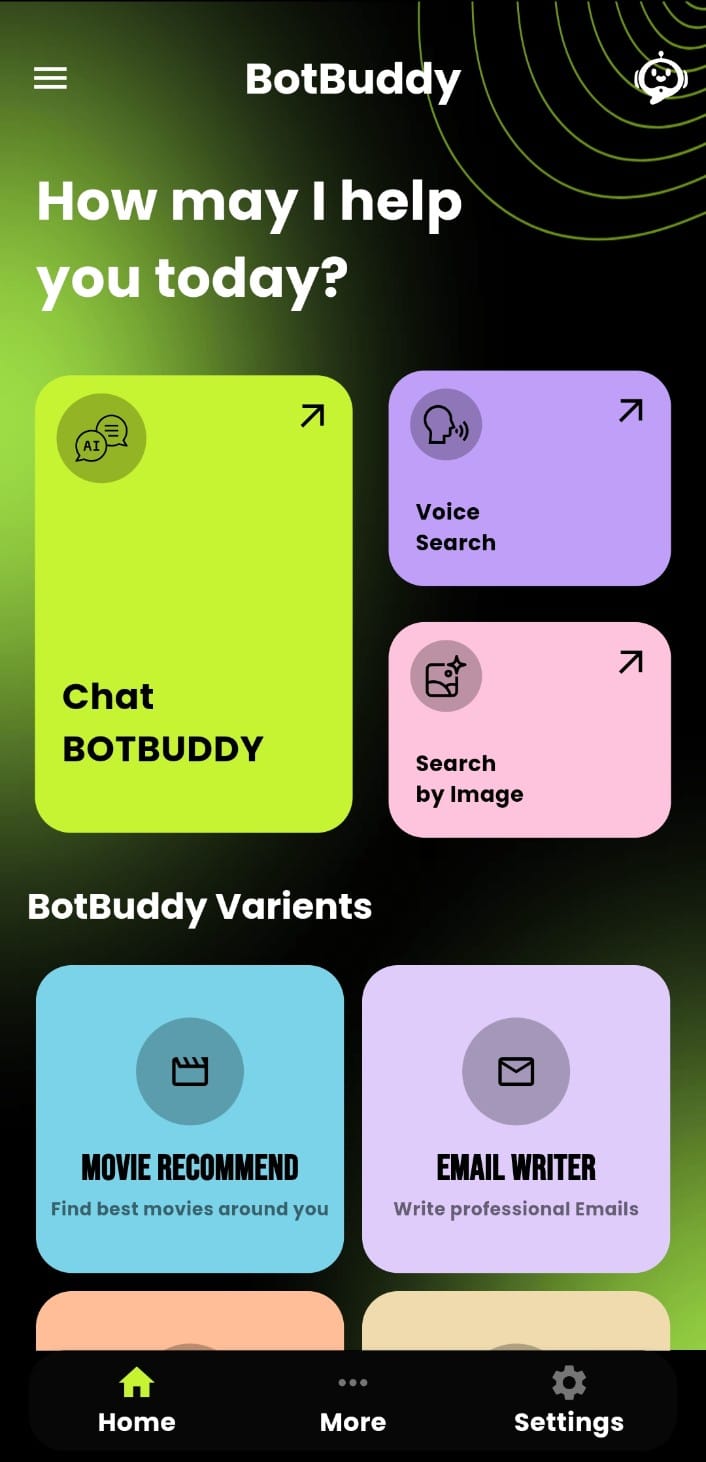 BotBuddy
How may I help
you today?
AI
Chat
BOTBUDDY
Voice
Search
Search
by Image
BotBuddy Varients
MOVIE RECOMMEND
Find best movies around you
EMAIL WRITER
Write professional Emails
Home
More
Settings